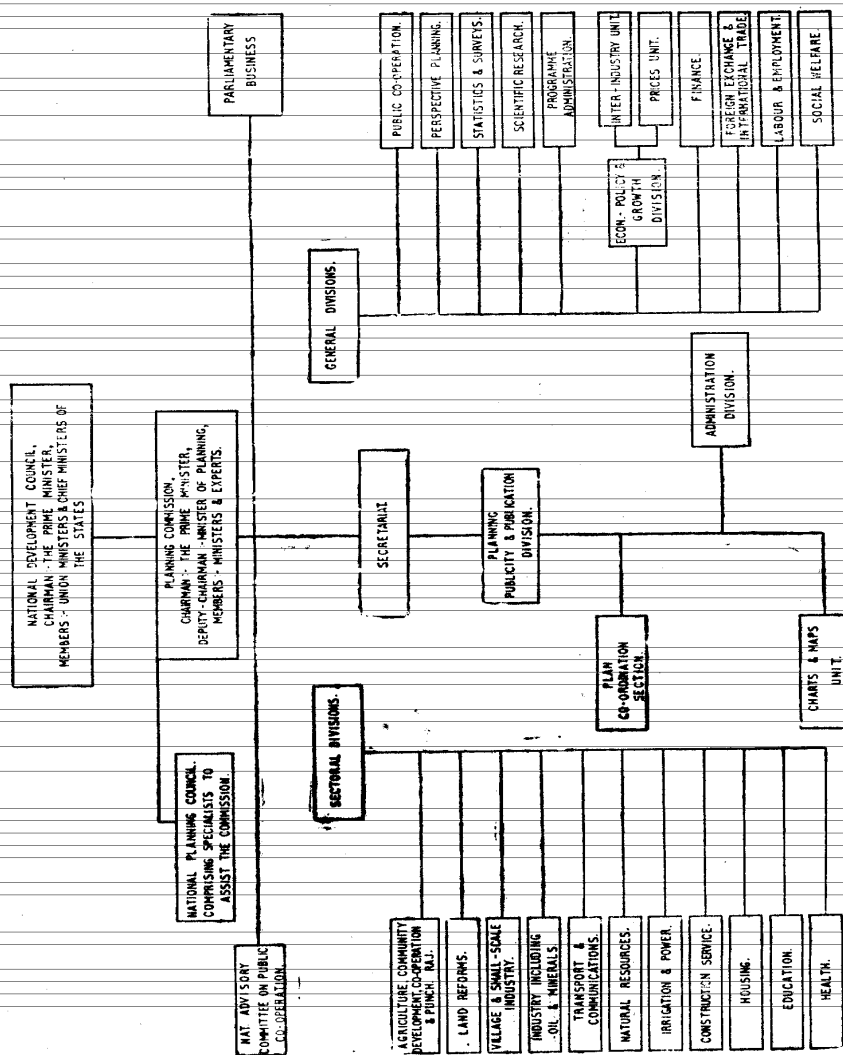 NATIONAL DEVELOPMENT COUNCIL,
CHAIRMAN :- THE PRIME MINISTER,
MEMBERS :- UNION MINISTERS & CHIEF MINISTERS OF
THE STATES
PLANNING COMMISSION,
CHAIRMAN :- THE PRIME MINISTER,
DEPUTY-CHAIRMAN :- MINISTER OF PLANNING,
MEMBERS :- MINISTERS & EXPERTS.
NATIONAL PLANNING COUNCIL.
COMPRISING SPECIALISTS TO
ASSIST THE COMMISSION.
NAT. ADVISORY
COMMITTEE ON PUBLIC
CO-OPERATION.
PARLIAMENTARY
BUSINESS
SECTORAL DIVISIONS.
SECRETARIAT
GENERAL DIVISIONS.
AGRICULTURE, COMMUNITY
DEVELOPMENT, CO-OPERATION
& PUNCH. RAJ.
LAND REFORMS.
VILLAGE & SMALL-SCALE
INDUSTRY.
INDUSTRY INCLUDING
OIL & MINERALS.
TRANSPORT &
COMMUNICATIONS.
NATURAL RESOURCES.
IRRIGATION & POWER.
CONSTRUCTION SERVICE.
HOUSING.
EDUCATION.
HEALTH.
PLANNING
PUBLICITY & PUBLICATION
DIVISION.
PLAN
CO-ORDINATION
SECTION.
ADMINISTRATION
DIVISION.
CHARTS & MAPS
UNIT.
PUBLIC CO-OPERATION.
PERSPECTIVE PLANNING.
STATISTICS & SURVEYS.
SCIENTIFIC RESEARCH.
PROGRAMME
ADMINISTRATION.
ECON.- POLICY &
GROWTH
DIVISION.
INTER-INDUSTRY UNIT
PRICES UNIT.
FINANCE.
FOREIGN EXCHANGE &
INTERNATIONAL TRADE.
LABOUR & EMPLOYMENT.
SOCIAL WELFARE.